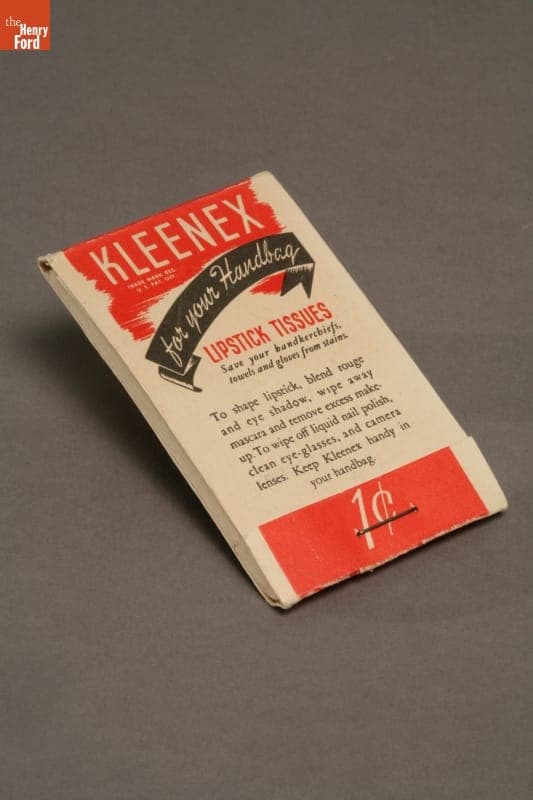 the
Henry
Ford
KLEENEX
TRADE MARK REG.
U. S. PAT. OFF.
for your Handbag
LIPSTICK TISSUES
Save your handkerchiefs,
towels and gloves from stains.
To shape lipstick, blend rouge
and eye shadow, wipe away
mascara and remove excess make-
up. To wipe off liquid nail polish,
clean eye-glasses, and camera
lenses. Keep Kleenex handy in
your handbag.
1¢